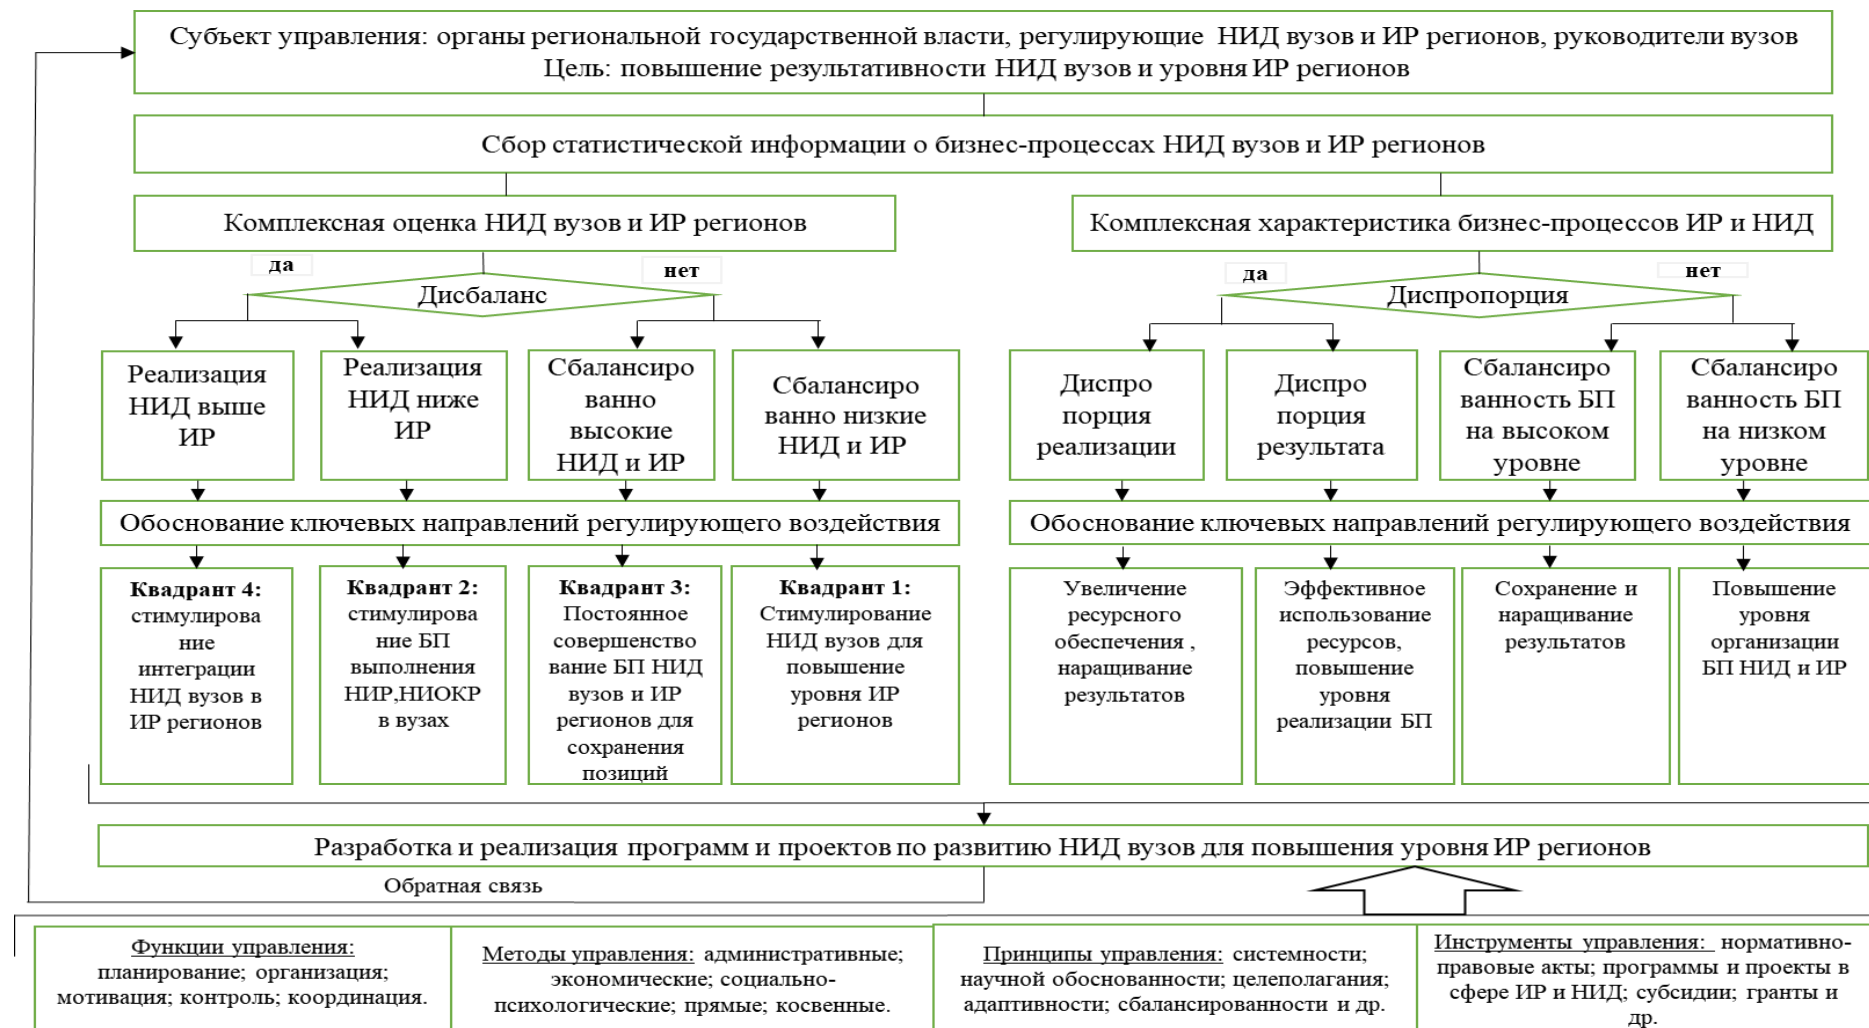 Субъект управления: органы региональной государственной власти, регулирующие НИД вузов и ИР регионов, руководители вузов
Цель: повышение результативности НИД вузов и уровня ИР регионов
Сбор статистической информации о бизнес-процессах НИД вузов и ИР регионов
Комплексная оценка НИД вузов и ИР регионов
Комплексная характеристика бизнес-процессов ИР и НИД
да
нет
Дисбаланс
да
нет
Диспропорция
Реализация
НИД выше
ИР
Реализация
НИД ниже
ИР
Сбалансиро
ванно
высокие
НИД и ИР
Сбалансиро
ванно низкие
НИД и ИР
Диспро
порция
реализации
Диспро
порция
результата
Сбалансиро
ванность БП
на высоком
уровне
Сбалансиро
ванность БП
на низком
уровне
Обоснование ключевых направлений регулирующего воздействия
Обоснование ключевых направлений регулирующего воздействия
Квадрант 4:
стимулирова
ние
интеграции
НИД вузов в
ИР регионов
Квадрант 2:
стимулирова
ние БП
выполнения
НИР,НИОКР
в вузах
Квадрант 3:
Постоянное
совершенство
вание БП НИД
вузов и ИР
регионов для
сохранения
позиций
Квадрант 1:
Стимулирование
НИД вузов для
повышение
уровня ИР
регионов
Увеличение
ресурсного
обеспечения ,
наращивание
результатов
Эффективное
использование
ресурсов,
повышение
уровня
реализации БП
Сохранение и
наращивание
результатов
Повышение
уровня
организации
БП НИД и ИР
Разработка и реализация программ и проектов по развитию НИД вузов для повышения уровня ИР регионов
Обратная связь
Функции управления:
планирование; организация;
мотивация; контроль; координация.
Методы управления: административные;
экономические; социально-
психологические; прямые; косвенные.
Принципы управления: системности;
научной обоснованности; целеполагания;
адаптивности; сбалансированности и др.
Инструменты управления: нормативно-
правовые акты; программы и проекты в
сфере ИР и НИД; субсидии; гранты и
др.